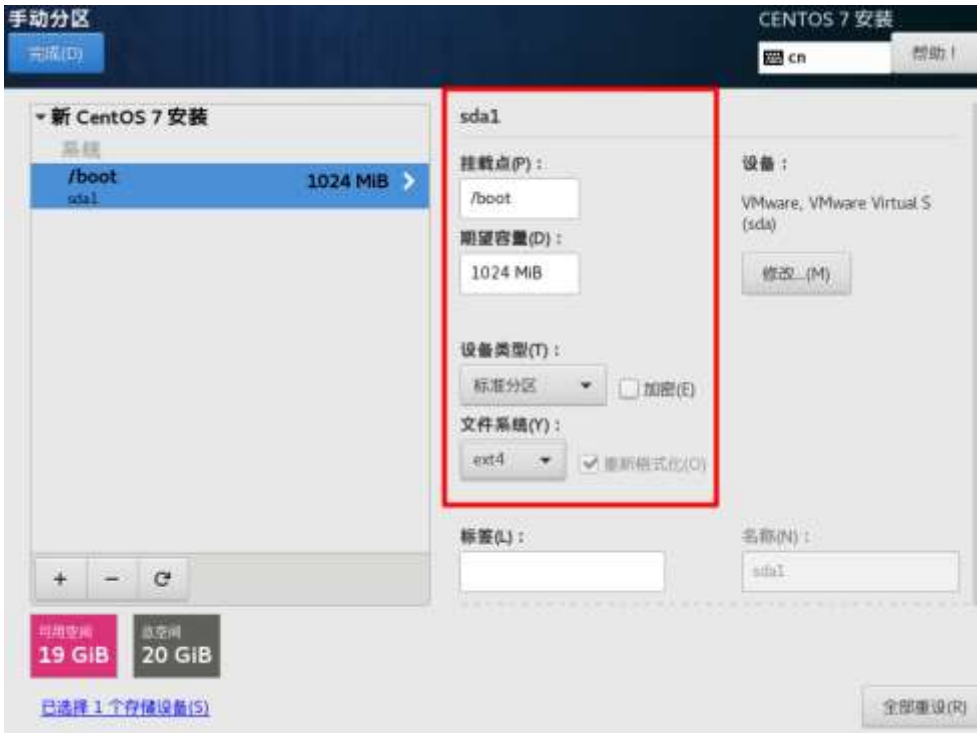 手动分区
CENTOS 7 安装
完成(D)
cn
帮助！
新 CentOS 7 安装
系统
/boot
1024 MiB
sda1
sda1
挂载点(P)：
/boot
期望容量(D)：
1024 MiB
设备类型(T)：
标准分区
加密(E)
文件系统(Y)：
ext4
重新格式化(O)
设备：
VMware, VMware Virtual S
(sda)
修改...(M)
标签(L)：
名称(N)：
sda1
+ −
可用空间
19 GiB
总空间
20 GiB
已选择 1 个存储设备(S)
全部重设(R)